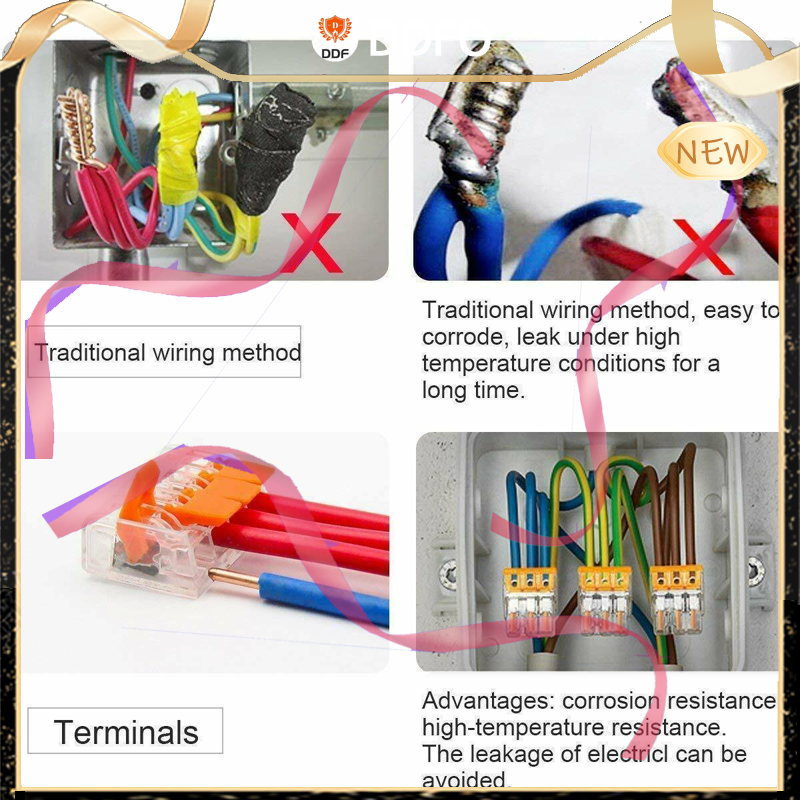 DDF
DDFO
NEW
X
X
Traditional wiring method
Traditional wiring method, easy to
corrode, leak under high
temperature conditions for a
long time.
Terminals
Advantages: corrosion resistance
high-temperature resistance.
The leakage of electricl can be
avoided.